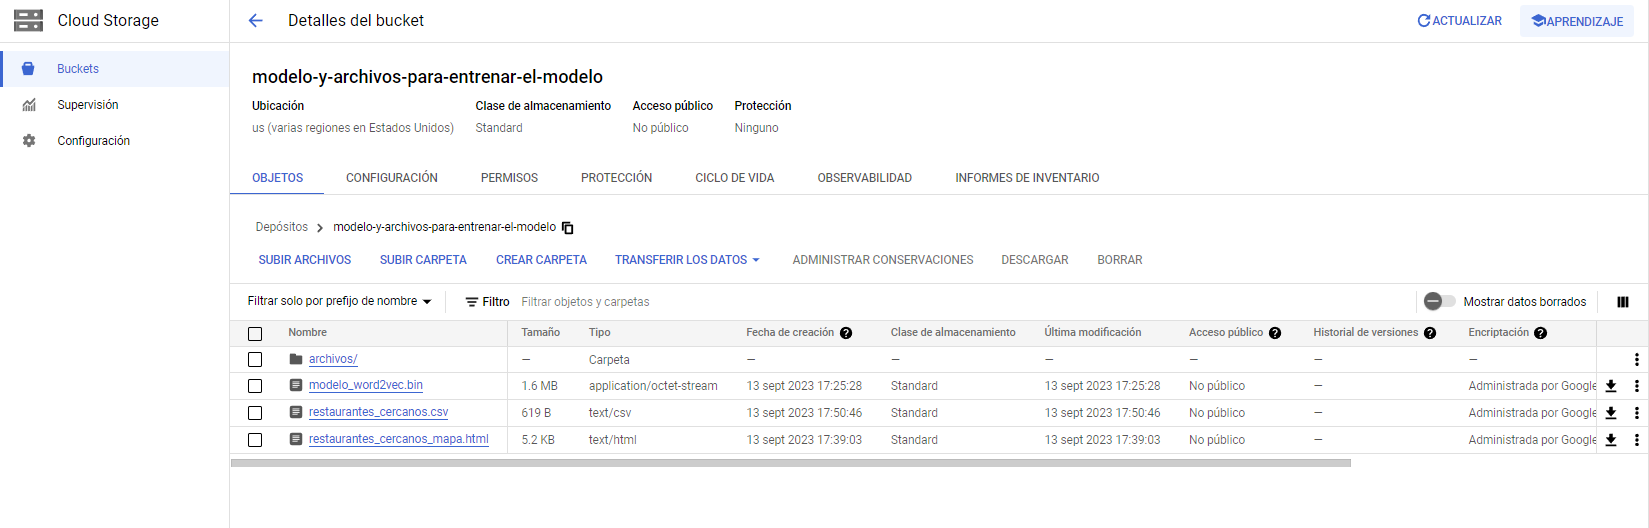 Cloud Storage
Detalles del bucket
ACTUALIZAR
APRENDIZAJE
Buckets
Supervisión
Configuración
modelo-y-archivos-para-entrenar-el-modelo
Ubicación Clase de almacenamiento Acceso público Protección
us (varias regiones en Estados Unidos) Standard No público Ninguno
OBJETOS CONFIGURACIÓN PERMISOS PROTECCIÓN CICLO DE VIDA OBSERVABILIDAD INFORMES DE INVENTARIO
Depósitos modelo-y-archivos-para-entrenar-el-modelo
SUBIR ARCHIVOS SUBIR CARPETA CREAR CARPETA TRANSFERIR LOS DATOS ADMINISTRAR CONSERVACIONES DESCARGAR BORRAR
Filtrar solo por prefijo de nombre Filtro Filtrar objetos y carpetas Mostrar datos borrados
Nombre Tamaño Tipo Fecha de creación Clase de almacenamiento Última modificación Acceso público Historial de versiones Encriptación
archivos/ — Carpeta — — — — — —
modelo_word2vec.bin 1.6 MB application/octet-stream 13 sept 2023 17:25:28 Standard 13 sept 2023 17:25:28 No público — Administrada por Google
restaurantes_cercanos.csv 619 B text/csv 13 sept 2023 17:50:46 Standard 13 sept 2023 17:50:46 No público — Administrada por Google
restaurantes_cercanos_mapa.html 5.2 KB text/html 13 sept 2023 17:39:03 Standard 13 sept 2023 17:39:03 No público — Administrada por Google